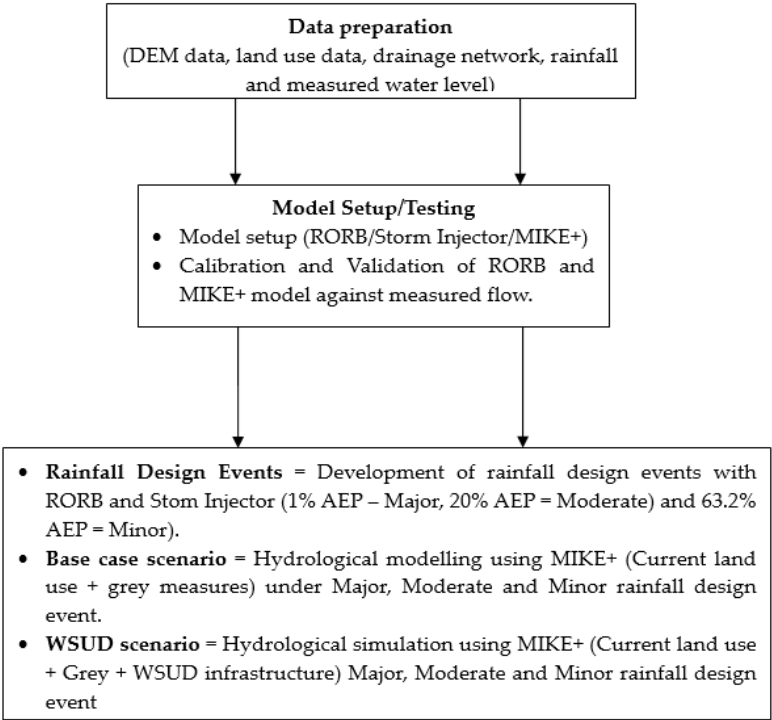 Data preparation
(DEM data, land use data, drainage network, rainfall
and measured water level)
Model Setup/Testing
• Model setup (RORB/Storm Injector/MIKE+)
• Calibration and Validation of RORB and
MIKE+ model against measured flow.
• Rainfall Design Events = Development of rainfall design events with
RORB and Stom Injector (1% AEP – Major, 20% AEP = Moderate) and 63.2%
AEP = Minor).
• Base case scenario = Hydrological modelling using MIKE+ (Current land
use + grey measures) under Major, Moderate and Minor rainfall design
event.
• WSUD scenario = Hydrological simulation using MIKE+ (Current land use
+ Grey + WSUD infrastructure) Major, Moderate and Minor rainfall design
event